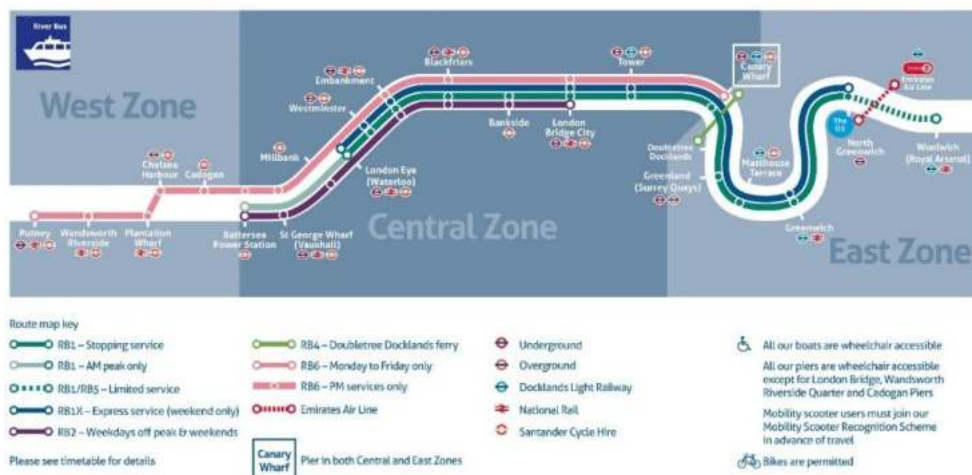 River Bus
West Zone
Central Zone
East Zone
Putney
Wandsworth
Riverside
Plantation
Wharf
Chelsea
Harbour
Cadogan
Battersea
Power Station
St George Wharf
(Vauxhall)
Millbank
Westminster
Embankment
London Eye
(Waterloo)
Blackfriars
Bankside
London
Bridge City
Tower
Canary
Wharf
Doubletree
Docklands
Greenland
(Surrey Quays)
Masthouse
Terrace
Greenwich
The
O2
North
Greenwich
Emirates
Air Line
Woolwich
(Royal Arsenal)
Route map key
RB1 – Stopping service
RB1 – AM peak only
RB1/RB5 – Limited service
RB1X – Express service (weekend only)
RB2 – Weekdays off peak & weekends
Please see timetable for details
RB4 – Doubletree Docklands ferry
RB6 – Monday to Friday only
RB6 – PM services only
Emirates Air Line
Canary
Wharf
Pier in both Central and East Zones
Underground
Overground
Docklands Light Railway
National Rail
Santander Cycle Hire
All our boats are wheelchair accessible
All our piers are wheelchair accessible
except for London Bridge, Wandsworth
Riverside Quarter and Cadogan Piers
Mobility scooter users must join our
Mobility Scooter Recognition Scheme
in advance of travel
Bikes are permitted